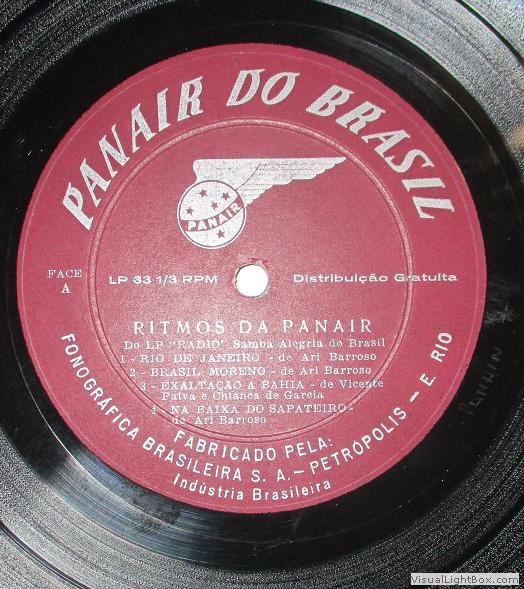 PANAIR DO BRASIL
PANAIR
FACE
A
LP 33 1/3 RPM
Distribuição Gratuita
RITMOS DA PANAIR
Do LP "RADIO" Samba Alegria do Brasil
1 - RIO DE JANEIRO - de Ari Barroso
2 - BRASIL MORENO - de Ari Barroso
3 - EXALTAÇÃO A BAHIA - de Vicente
Paiva e Chianca de Garcia
4 - NA BAIXA DO SAPATEIRO -
de Ari Barroso
FABRICADO PELA:
FONOGRÁFICA BRASILEIRA S. A. - PETRÓPOLIS - E. RIO
Indústria Brasileira
VisualLightBox.com